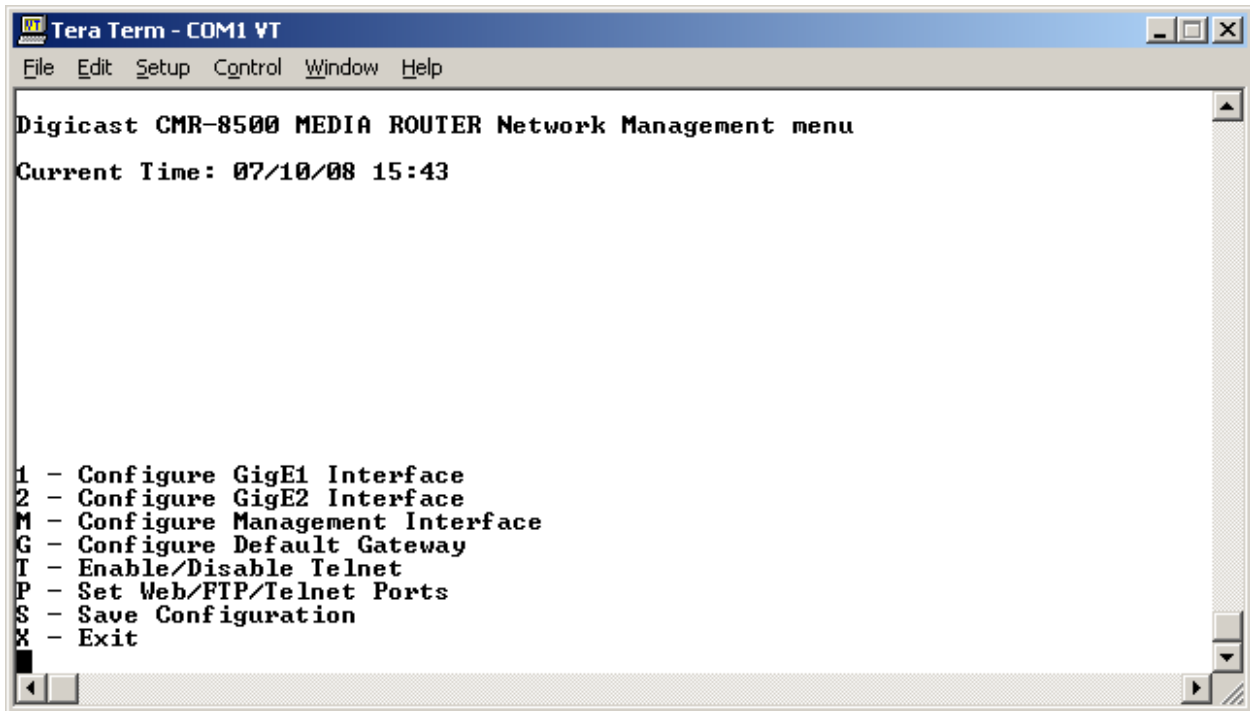 Tera Term - COM1 VT
File Edit Setup Control Window Help
Digicast CMR-8500 MEDIA ROUTER Network Management menu
Current Time: 07/10/08 15:43
1 - Configure GigE1 Interface
2 - Configure GigE2 Interface
M - Configure Management Interface
G - Configure Default Gateway
T - Enable/Disable Telnet
P - Set Web/FTP/Telnet Ports
S - Save Configuration
X - Exit